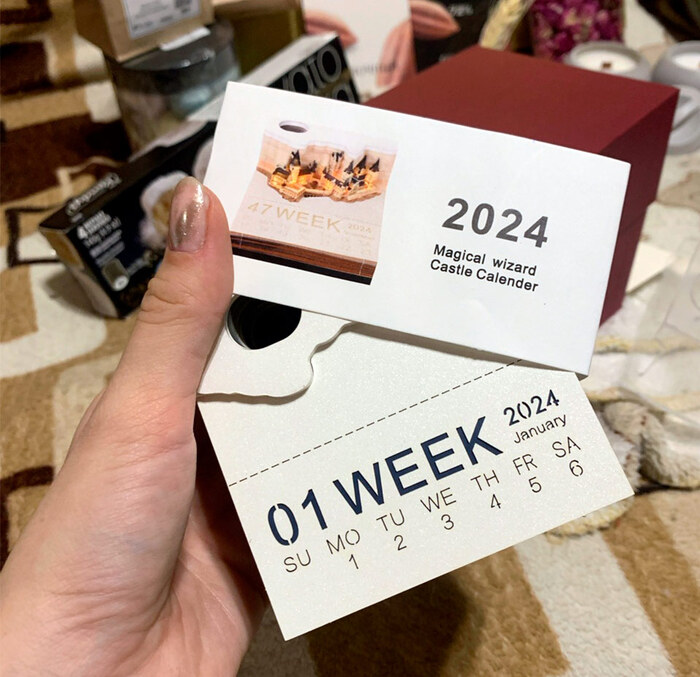 47 WEEK 2024
2024
Magical wizard
Castle Calender
01 WEEK 2024
January
SU MO TU WE TH FR SA
1 2 3 4 5 6